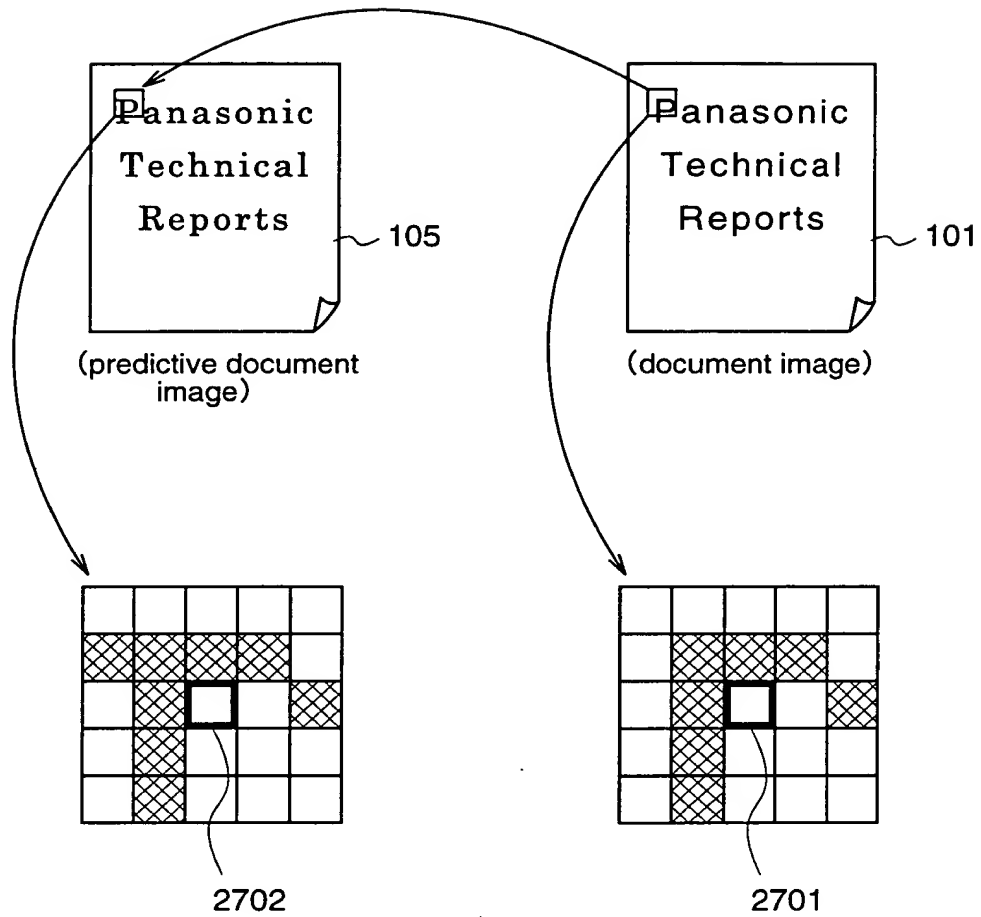 Panasonic
Technical
Reports
105
(predictive document
image)
Panasonic
Technical
Reports
101
(document image)
2702
2701